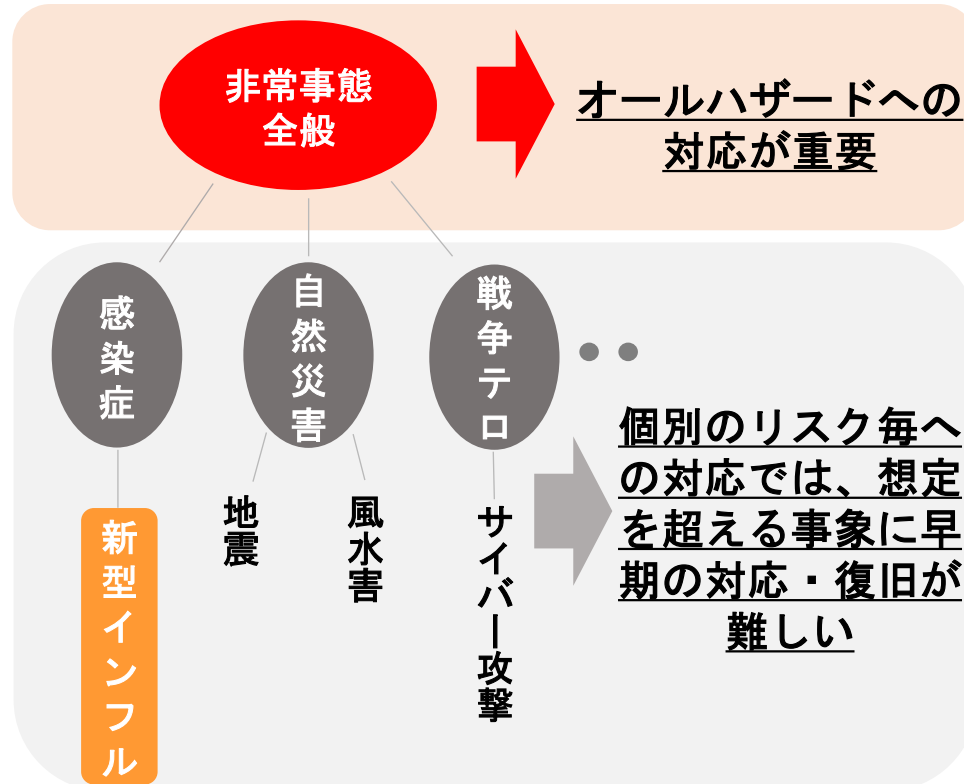 非常事態
全般
オールハザードへの
対応が重要
感染症
自然災害
戦争テロ
個別のリスク毎へ
の対応では、想定
を超える事象に早
期の対応・復旧が
難しい
新型インフル
地震
風水害
サイバー攻撃